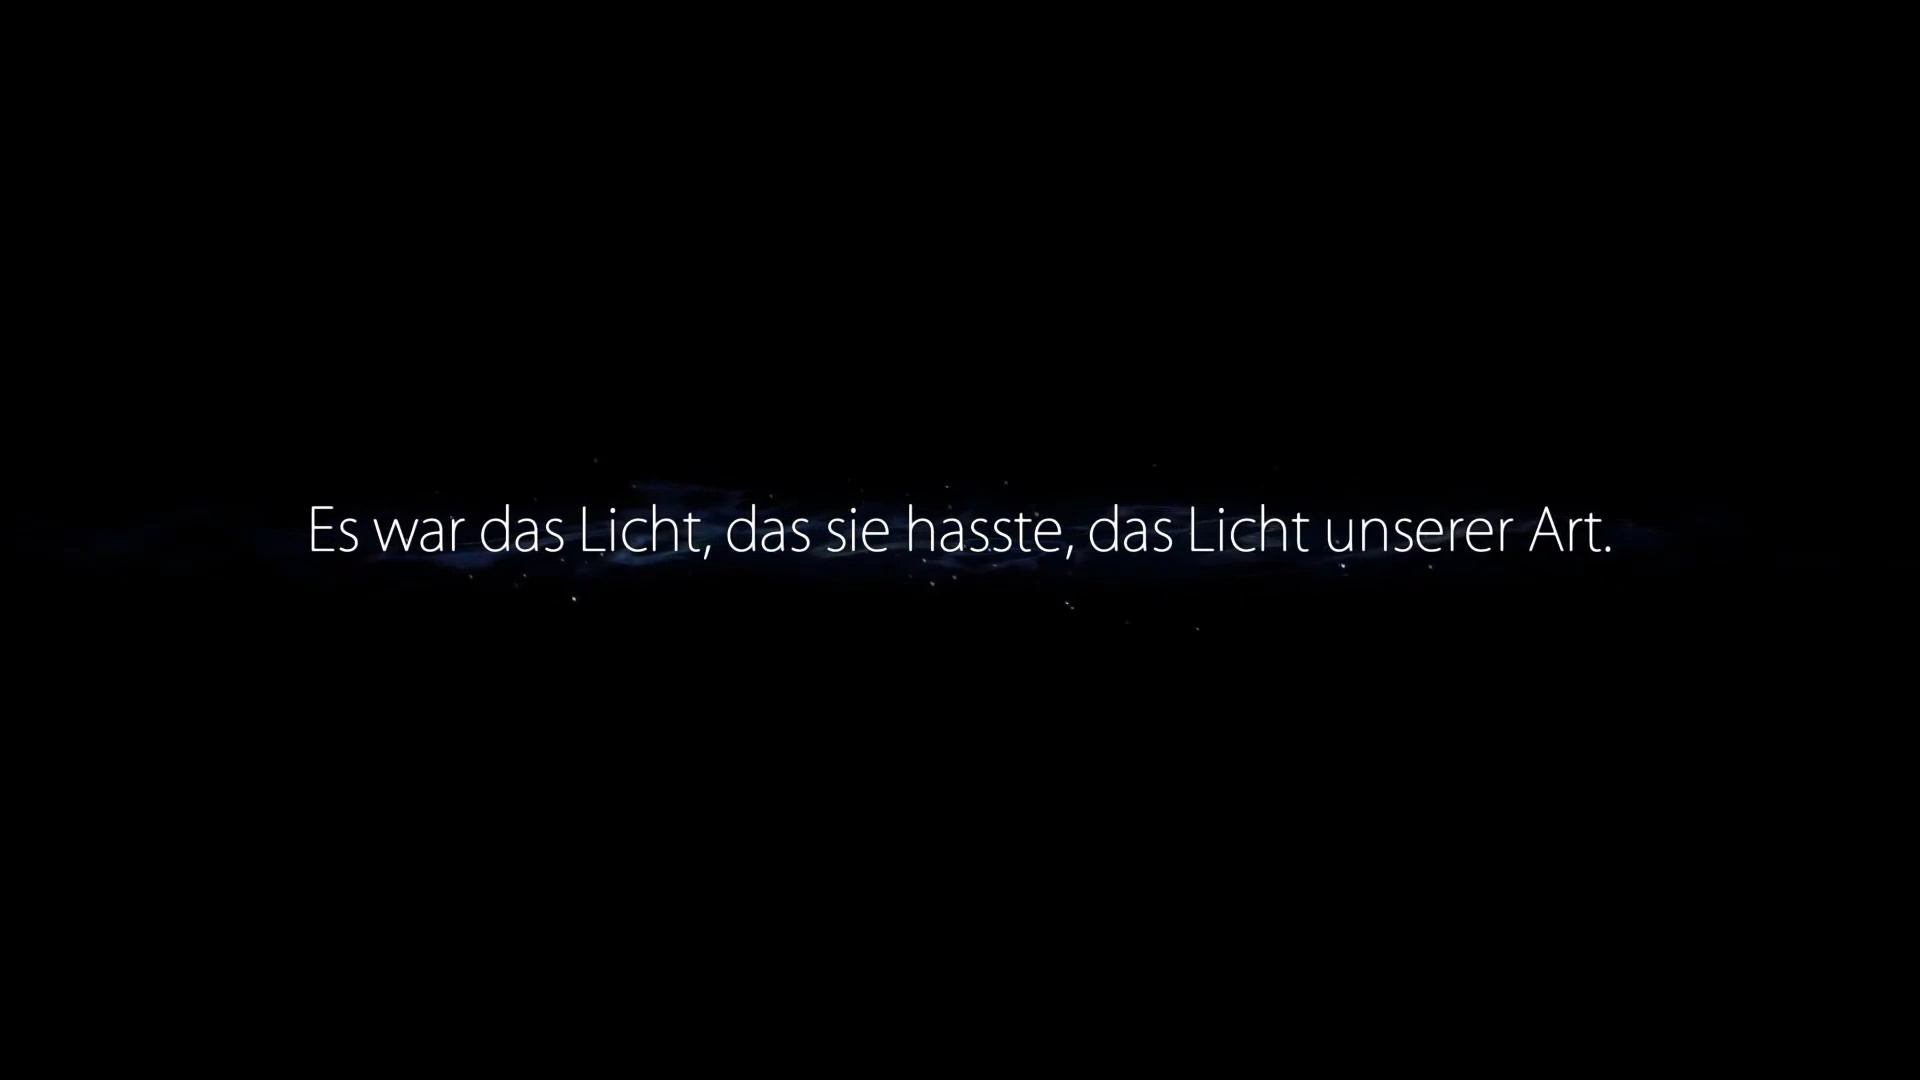 Es war das Licht, das sie hasste, das Licht unserer Art.